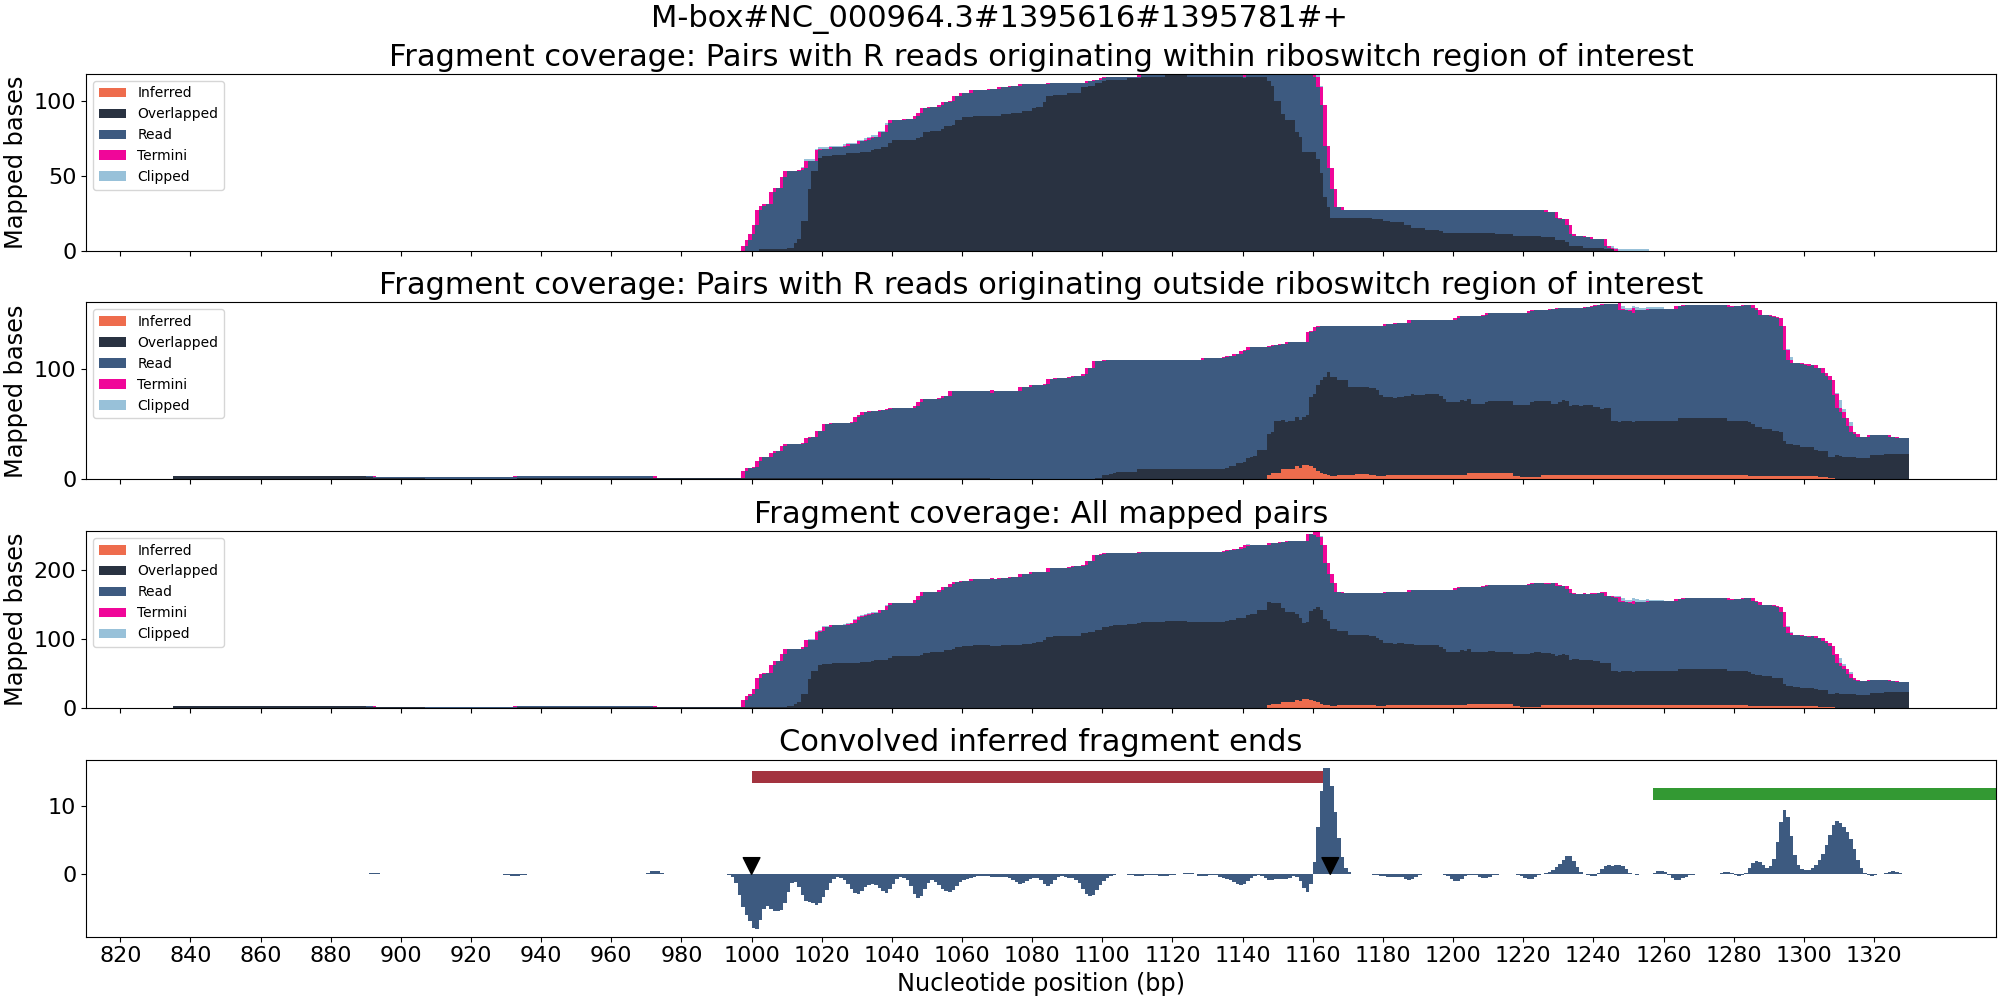 M-box#NC_000964.3#1395616#1395781#+
Fragment coverage: Pairs with R reads originating within riboswitch region of interest
Mapped bases
100
50
0
Inferred
Overlapped
Read
Termini
Clipped
Fragment coverage: Pairs with R reads originating outside riboswitch region of interest
Mapped bases
100
0
Inferred
Overlapped
Read
Termini
Clipped
Fragment coverage: All mapped pairs
Mapped bases
200
100
0
Inferred
Overlapped
Read
Termini
Clipped
Convolved inferred fragment ends
10
0
820 840 860 880 900 920 940 960 980 1000 1020 1040 1060 1080 1100 1120 1140 1160 1180 1200 1220 1240 1260 1280 1300 1320
Nucleotide position (bp)